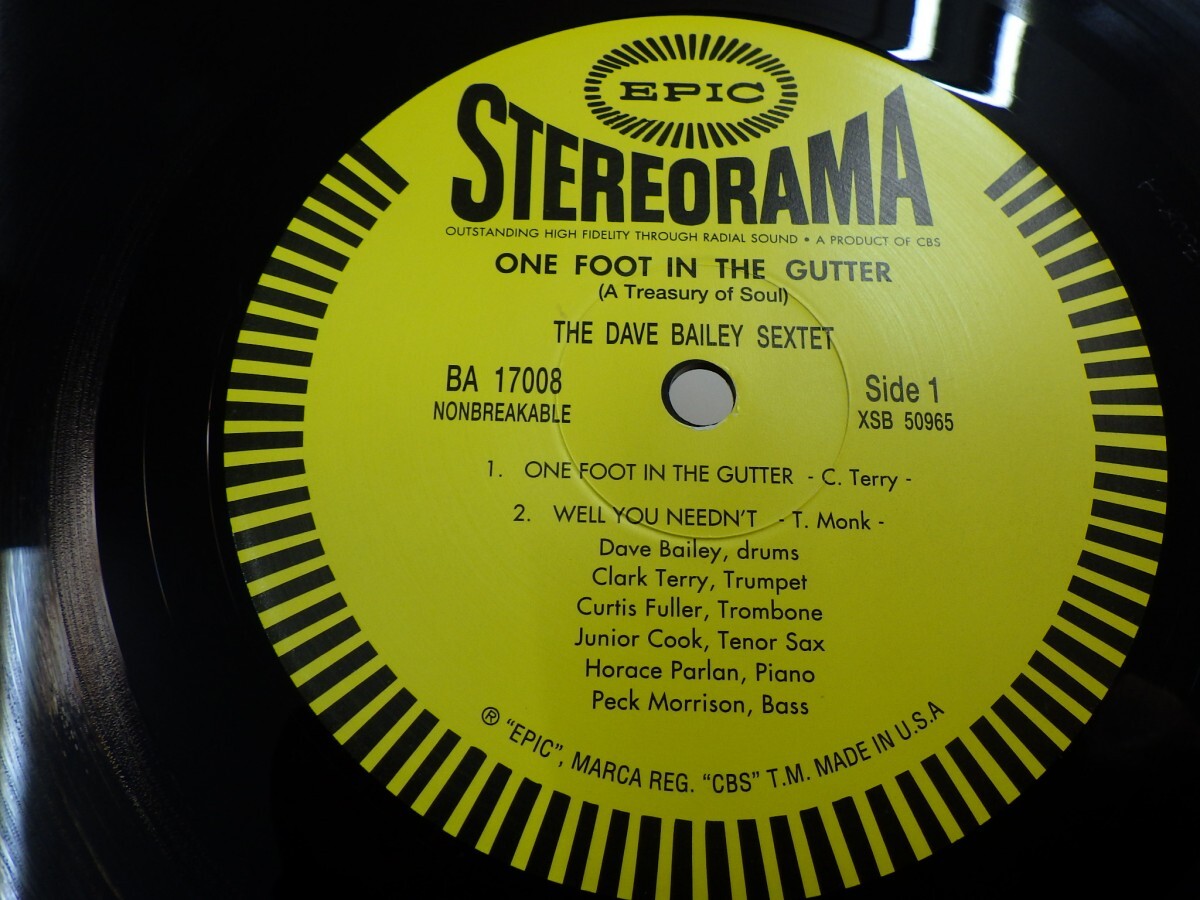 EPIC
STEREORAMA
OUTSTANDING HIGH FIDELITY THROUGH RADIAL SOUND • A PRODUCT OF CBS
ONE FOOT IN THE GUTTER
(A Treasury of Soul)
THE DAVE BAILEY SEXTET
BA 17008
NONBREAKABLE
Side 1
XSB 50965
1. ONE FOOT IN THE GUTTER - C. Terry -
2. WELL YOU NEEDN'T - T. Monk -
Dave Bailey, drums
Clark Terry, Trumpet
Curtis Fuller, Trombone
Junior Cook, Tenor Sax
Horace Parlan, Piano
Peck Morrison, Bass
® "EPIC", MARCA REG. "CBS" T.M. MADE IN U.S.A